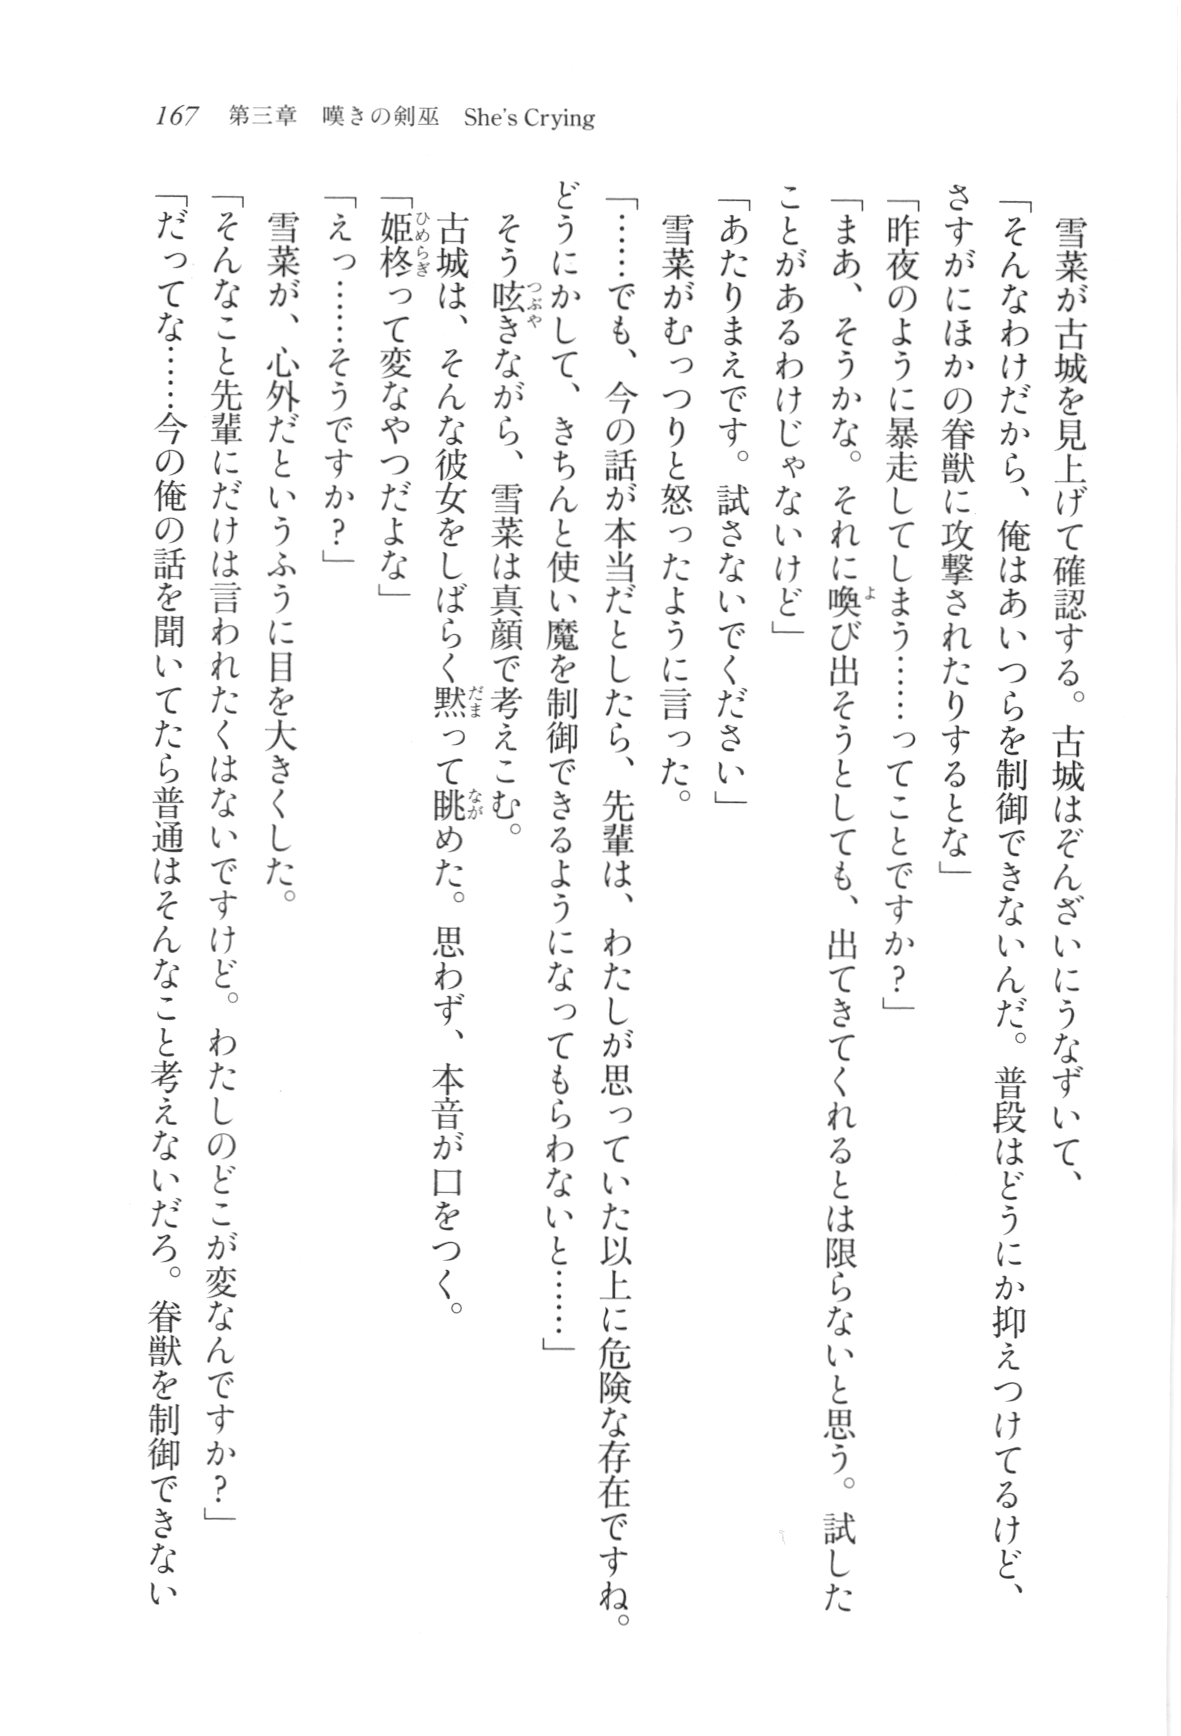 167　第三章　嘆きの剣巫　She's Crying
　雪菜が古城を見上げて確認する。古城はぞんざいにうなずいて、
「そんなわけだから、俺はあいつらを制御できないんだ。普段はどうにか抑えつけてるけど、
さすがにほかの眷獣に攻撃されたりするとな」
「昨夜のように暴走してしまう……ってことですか？」
「まあ、そうかな。それに喚び出そうとしても、出てきてくれるとは限らないと思う。試した
ことがあるわけじゃないけど」
「あたりまえです。試さないでください」
　雪菜がむっつりと怒ったように言った。
「……でも、今の話が本当だとしたら、先輩は、わたしが思っていた以上に危険な存在ですね。
どうにかして、きちんと使い魔を制御できるようになってもらわないと……」
　そう呟きながら、雪菜は真顔で考えこむ。
　古城は、そんな彼女をしばらく黙って眺めた。思わず、本音が口をつく。
「姫柊って変なやつだよな」
「えっ……そうですか？」
　雪菜が、心外だというふうに目を大きくした。
「そんなこと先輩にだけは言われたくはないですけど。わたしのどこが変なんですか？」
「だってな……今の俺の話を聞いてたら普通はそんなこと考えないだろ。眷獣を制御できない